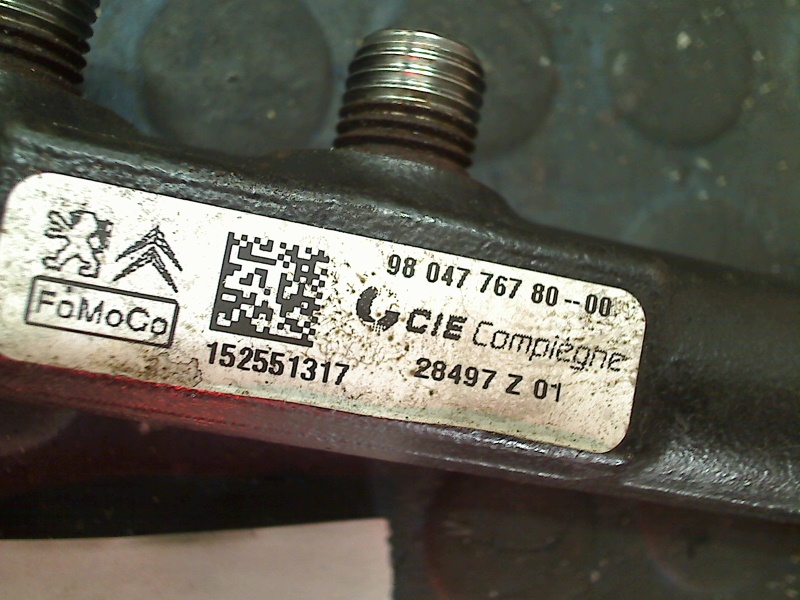 98 047 767 80--00
FoMoCo
CIE Compiègne
152551317
28497 Z 01